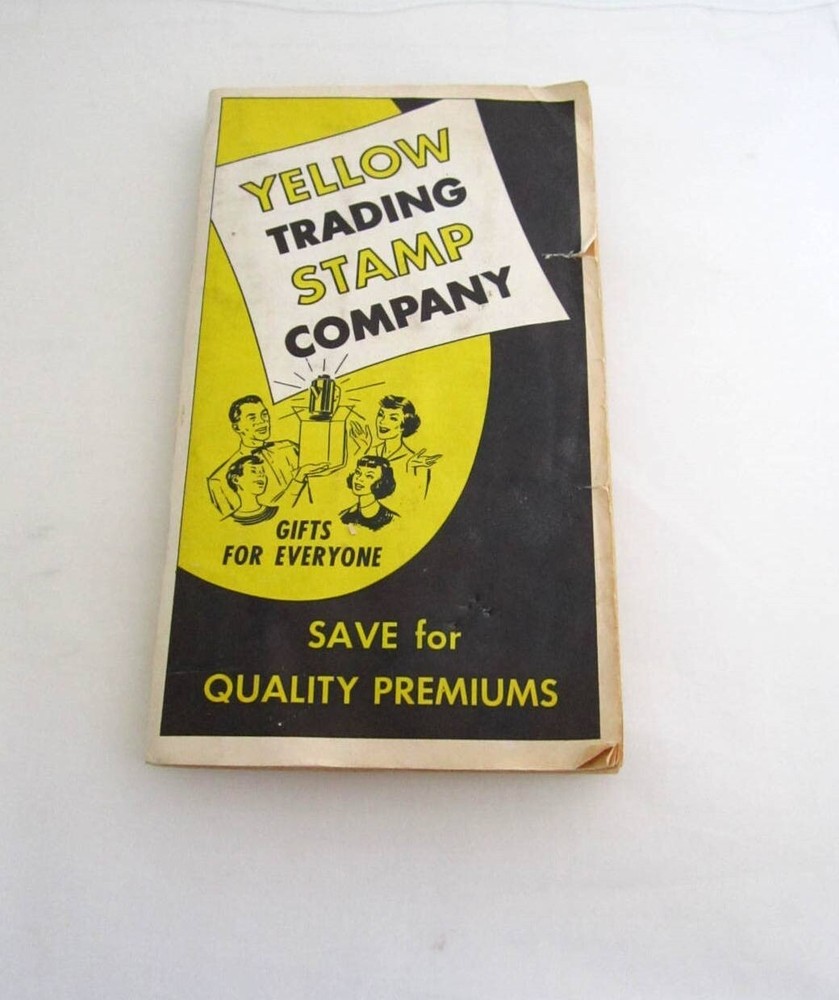 YELLOW
TRADING
STAMP
COMPANY
GIFTS
FOR EVERYONE
SAVE for
QUALITY PREMIUMS